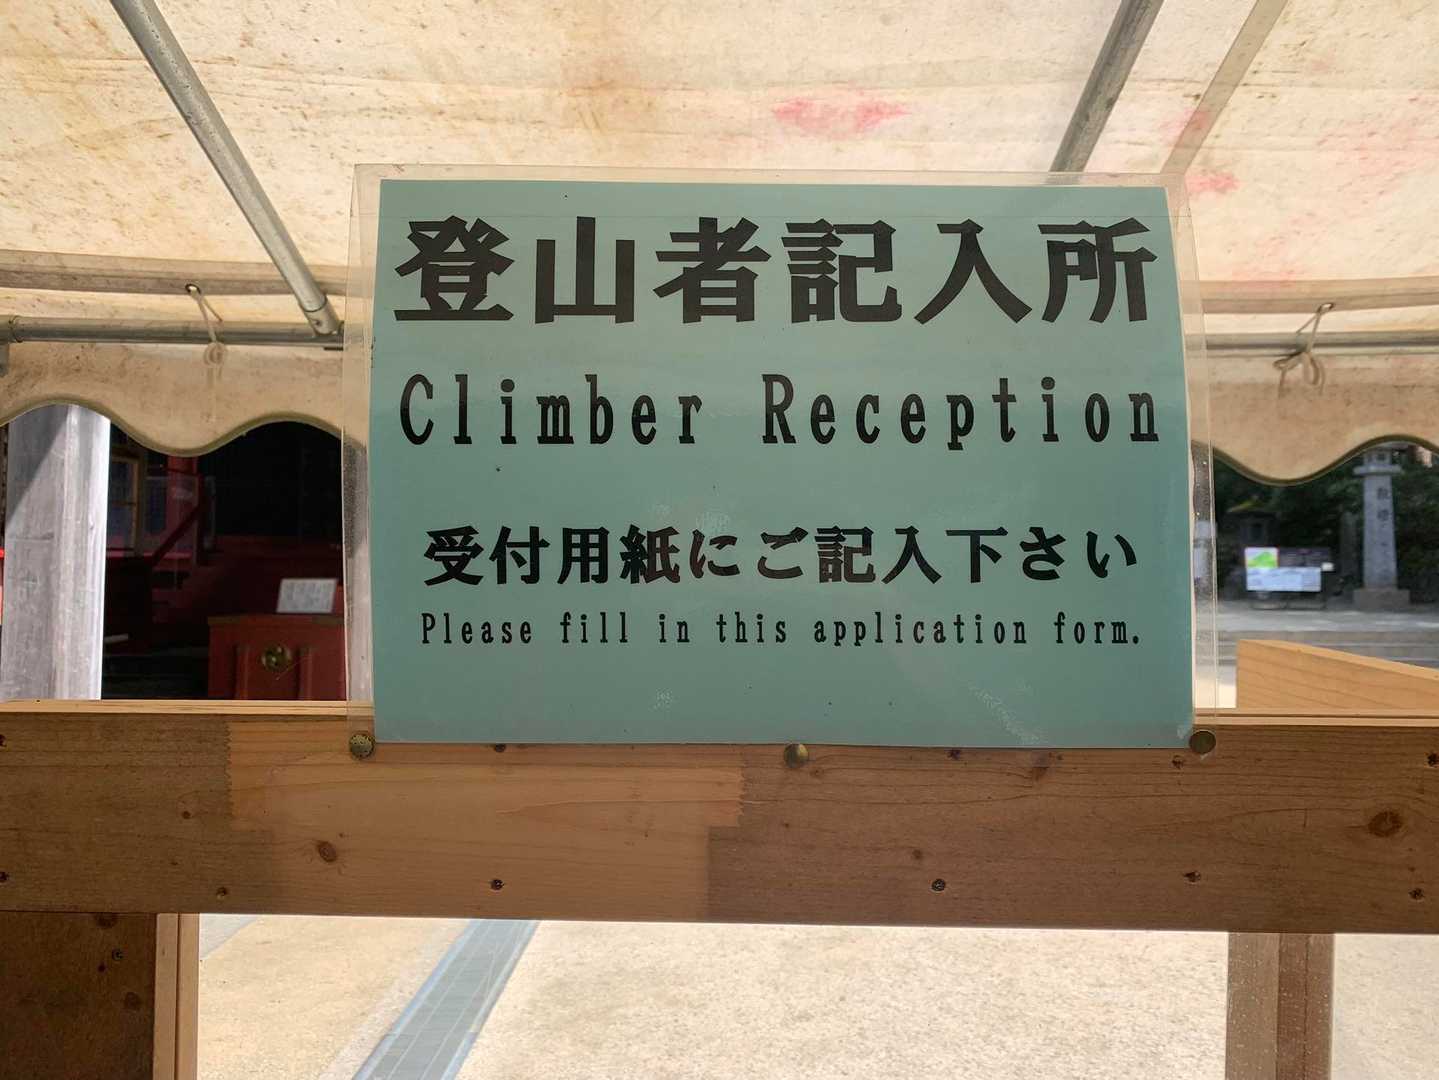 登山者記入所
Climber Reception
受付用紙にご記入下さい
Please fill in this application form.